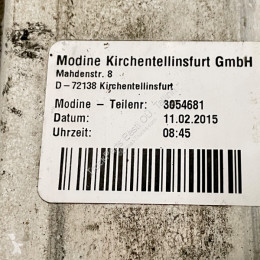 Modine Kirchentellinsfurt GmbH
Mahdenstr. 8
D-72138 Kirchentellinsfurt
Modine - Teilenr: 3054681
Datum: 11.02.2015
Uhrzeit: 08:45